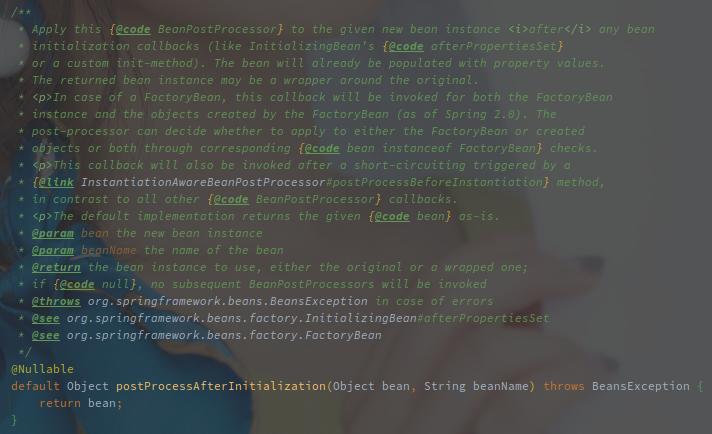 /**
 * Apply this {@code BeanPostProcessor} to the given new bean instance <i>after</i> any bean
 * initialization callbacks (like InitializingBean's {@code afterPropertiesSet}
 * or a custom init-method). The bean will already be populated with property values.
 * The returned bean instance may be a wrapper around the original.
 * <p>In case of a FactoryBean, this callback will be invoked for both the FactoryBean
 * instance and the objects created by the FactoryBean (as of Spring 2.0). The
 * post-processor can decide whether to apply to either the FactoryBean or created
 * objects or both through corresponding {@code bean instanceof FactoryBean} checks.
 * <p>This callback will also be invoked after a short-circuiting triggered by a
 * {@link InstantiationAwareBeanPostProcessor#postProcessBeforeInstantiation} method,
 * in contrast to all other {@code BeanPostProcessor} callbacks.
 * <p>The default implementation returns the given {@code bean} as-is.
 * @param bean the new bean instance
 * @param beanName the name of the bean
 * @return the bean instance to use, either the original or a wrapped one;
 * if {@code null}, no subsequent BeanPostProcessors will be invoked
 * @throws org.springframework.beans.BeansException in case of errors
 * @see org.springframework.beans.factory.InitializingBean#afterPropertiesSet
 * @see org.springframework.beans.factory.FactoryBean
 */
@Nullable
default Object postProcessAfterInitialization(Object bean, String beanName) throws BeansException {
    return bean;
}